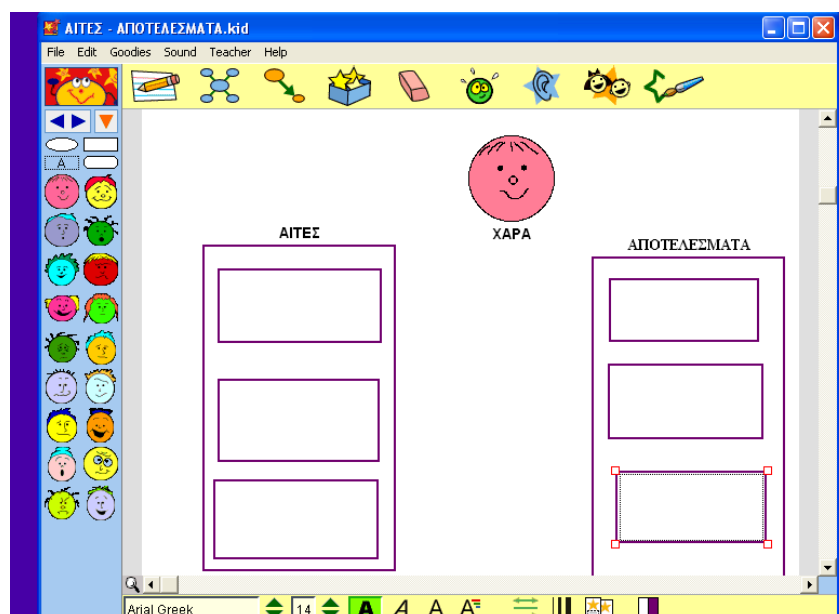 ΑΙΤΕΣ - ΑΠΟΤΕΛΕΣΜΑΤΑ.kid
File Edit Goodies Sound Teacher Help
A
ΧΑΡΑ
ΑΙΤΕΣ
ΑΠΟΤΕΛΕΣΜΑΤΑ
Arial Greek 14 A A A A